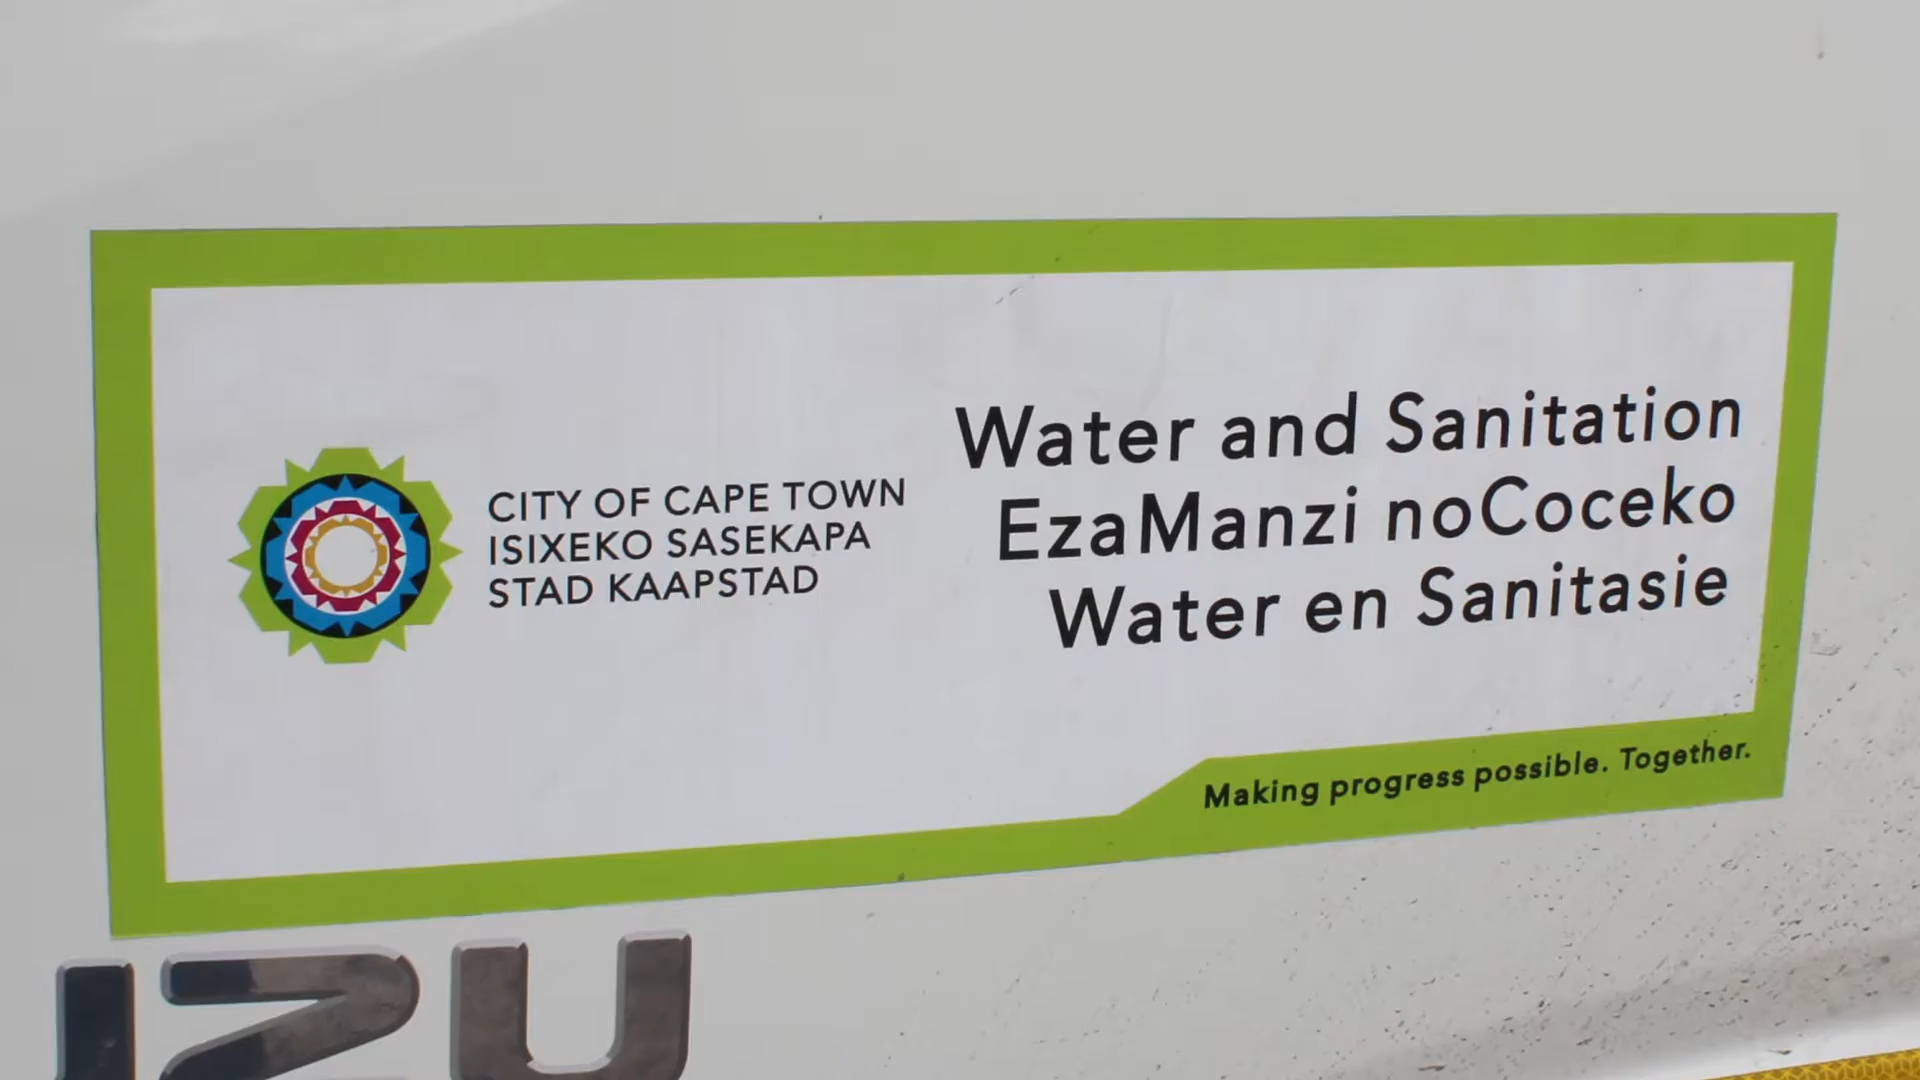 CITY OF CAPE TOWN
ISIXEKO SASEKAPA
STAD KAAPSTAD
Water and Sanitation
EzaManzi noCoceko
Water en Sanitasie
Making progress possible. Together.